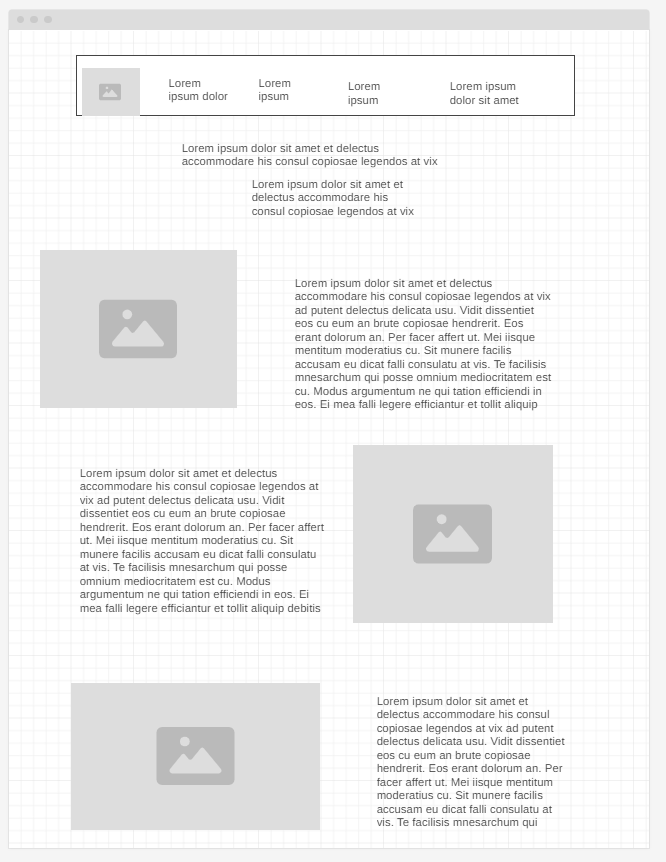 Lorem
ipsum dolor
Lorem
ipsum
Lorem
ipsum
Lorem ipsum
dolor sit amet
Lorem ipsum dolor sit amet et delectus
accommodare his consul copiosae legendos at vix
Lorem ipsum dolor sit amet et
delectus accommodare his
consul copiosae legendos at vix
Lorem ipsum dolor sit amet et delectus
accommodare his consul copiosae legendos at vix
ad putent delectus delicata usu. Vidit dissentiet
eos cu eum an brute copiosae hendrerit. Eos
erant dolorum an. Per facer affert ut. Mei iisque
mentitum moderatius cu. Sit munere facilis
accusam eu dicat falli consulatu at vis. Te facilisis
mnesarchum qui posse omnium mediocritatem est
cu. Modus argumentum ne qui tation efficiendi in
eos. Ei mea falli legere efficiantur et tollit aliquip
Lorem ipsum dolor sit amet et delectus
accommodare his consul copiosae legendos at
vix ad putent delectus delicata usu. Vidit
dissentiet eos cu eum an brute copiosae
hendrerit. Eos erant dolorum an. Per facer affert
ut. Mei iisque mentitum moderatius cu. Sit
munere facilis accusam eu dicat falli consulatu
at vis. Te facilisis mnesarchum qui posse
omnium mediocritatem est cu. Modus
argumentum ne qui tation efficiendi in eos. Ei
mea falli legere efficiantur et tollit aliquip debitis
Lorem ipsum dolor sit amet et
delectus accommodare his consul
copiosae legendos at vix ad putent
delectus delicata usu. Vidit dissentiet
eos cu eum an brute copiosae
hendrerit. Eos erant dolorum an. Per
facer affert ut. Mei iisque mentitum
moderatius cu. Sit munere facilis
accusam eu dicat falli consulatu at
vis. Te facilisis mnesarchum qui